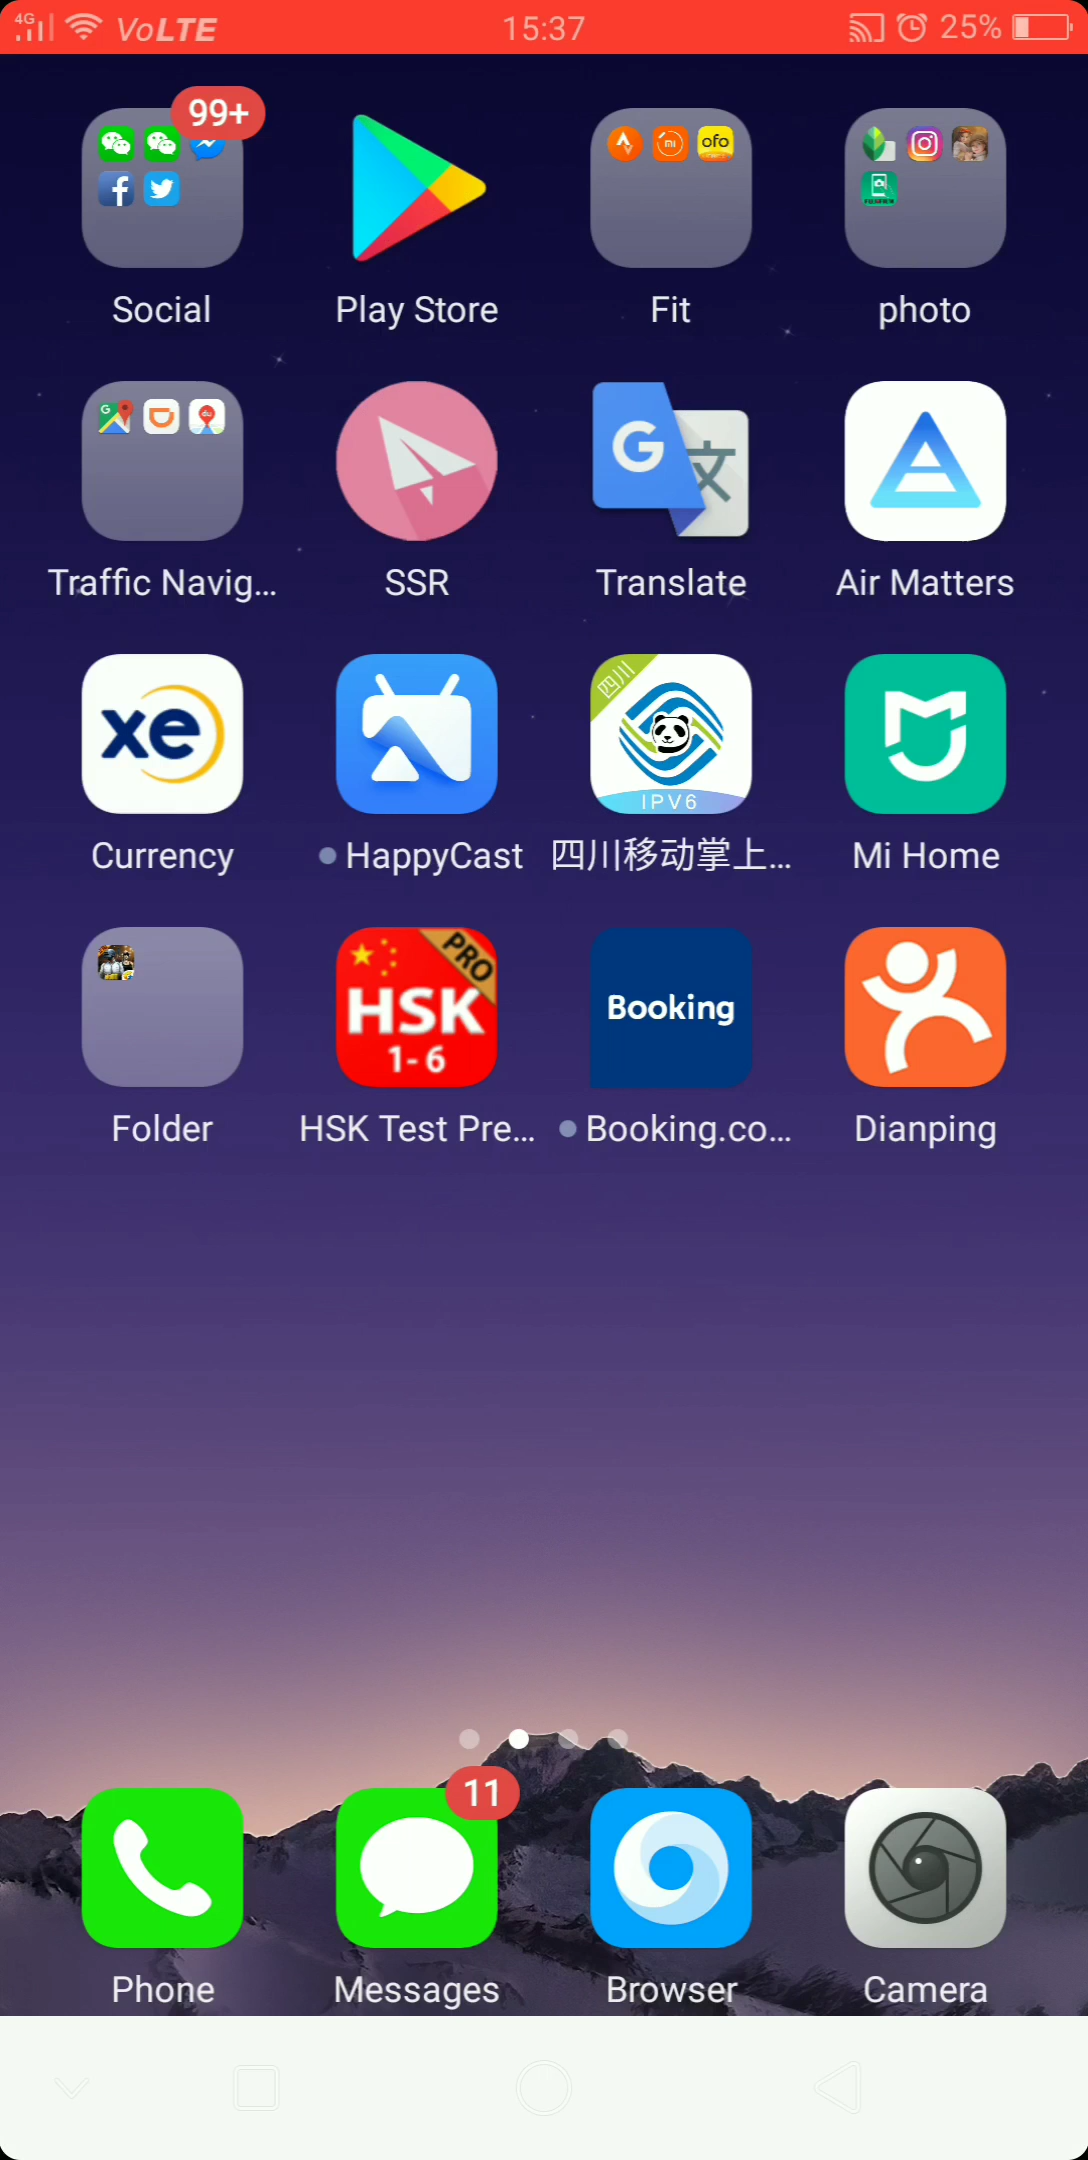 4G VoLTE 15:37 25%
99+
ofo
Social Play Store Fit photo
G 文
Traffic Navig... SSR Translate Air Matters
xe 四川 IPV6
Currency HappyCast 四川移动掌上... Mi Home
HSK 1-6 PRO Booking
Folder HSK Test Pre... Booking.co... Dianping
11
Phone Messages Browser Camera